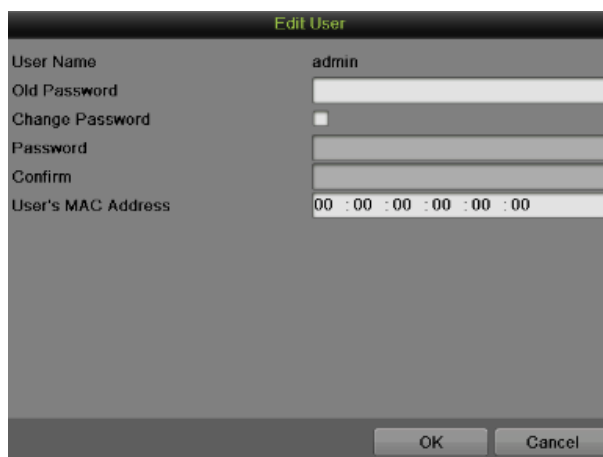 Edit User
User Name admin
Old Password
Change Password
Password
Confirm
User's MAC Address 00 :00 :00 :00 :00 :00
OK Cancel